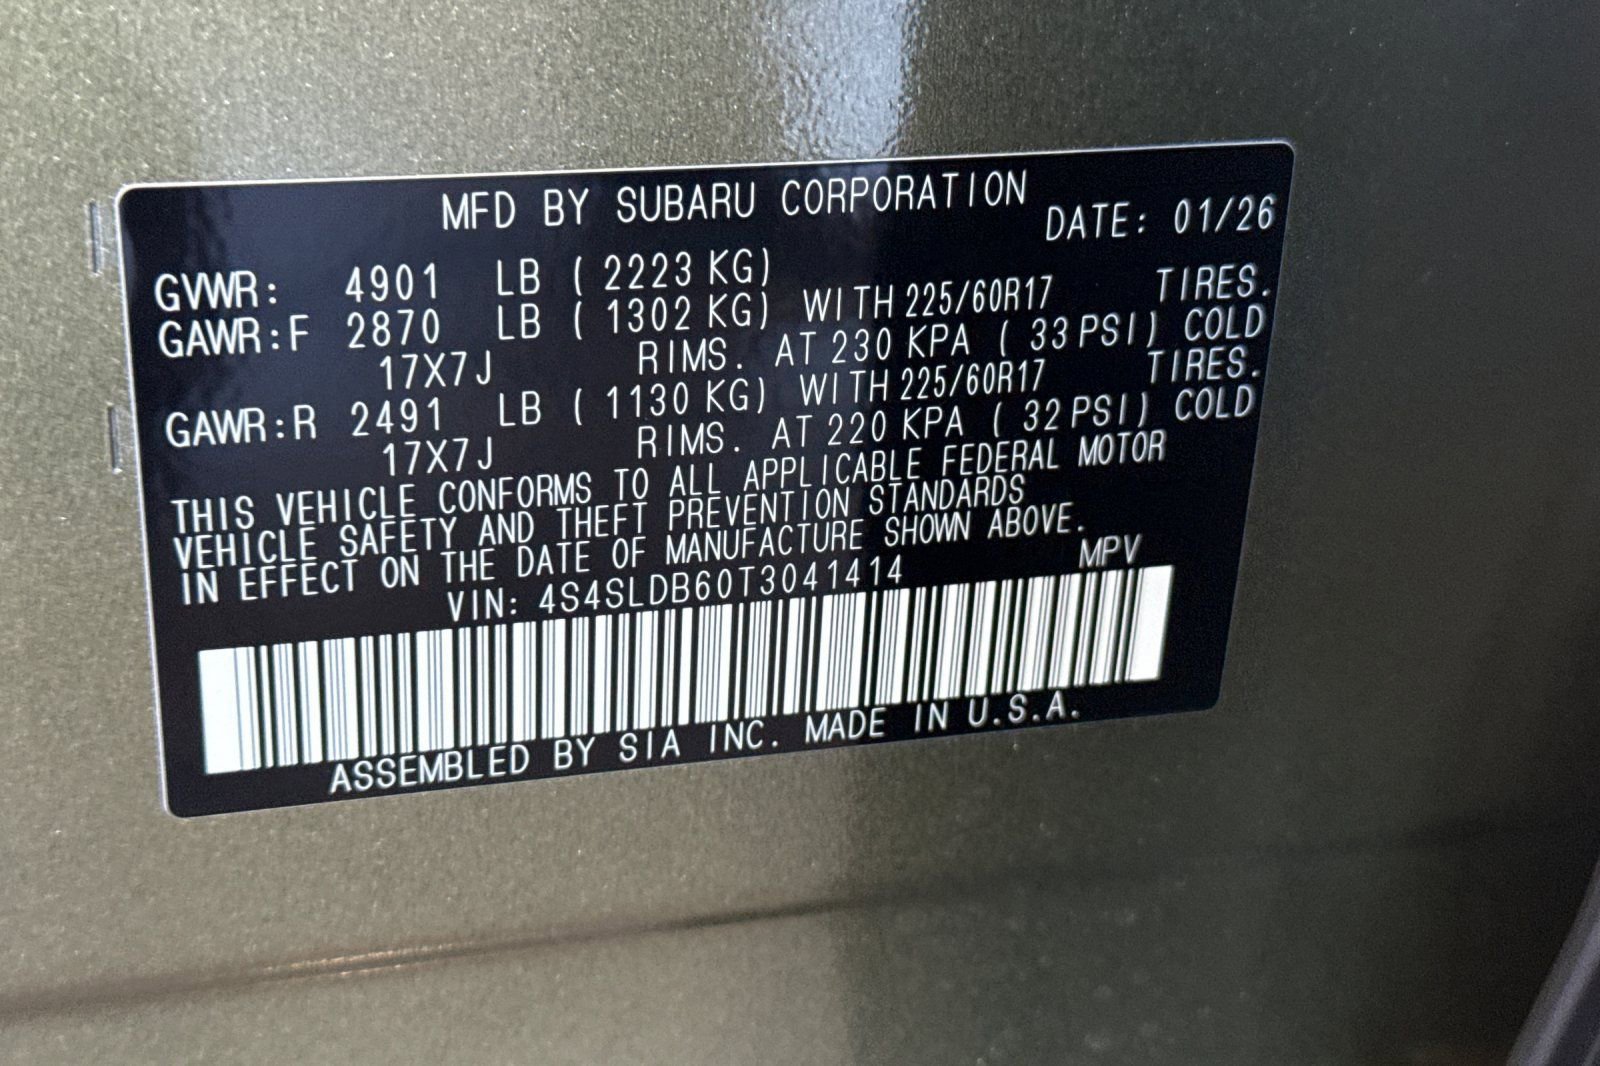 MFD BY SUBARU CORPORATION
DATE: 01/26
GVWR: 4901 LB ( 2223 KG)
GAWR:F 2870 LB ( 1302 KG) WITH 225/60R17 TIRES.
17X7J RIMS. AT 230 KPA ( 33 PSI) COLD
GAWR:R 2491 LB ( 1130 KG) WITH 225/60R17 TIRES.
17X7J RIMS. AT 220 KPA ( 32 PSI) COLD
THIS VEHICLE CONFORMS TO ALL APPLICABLE FEDERAL MOTOR
VEHICLE SAFETY AND THEFT PREVENTION STANDARDS
IN EFFECT ON THE DATE OF MANUFACTURE SHOWN ABOVE.
VIN: 4S4SLDB60T3041414 MPV
ASSEMBLED BY SIA INC. MADE IN U.S.A.